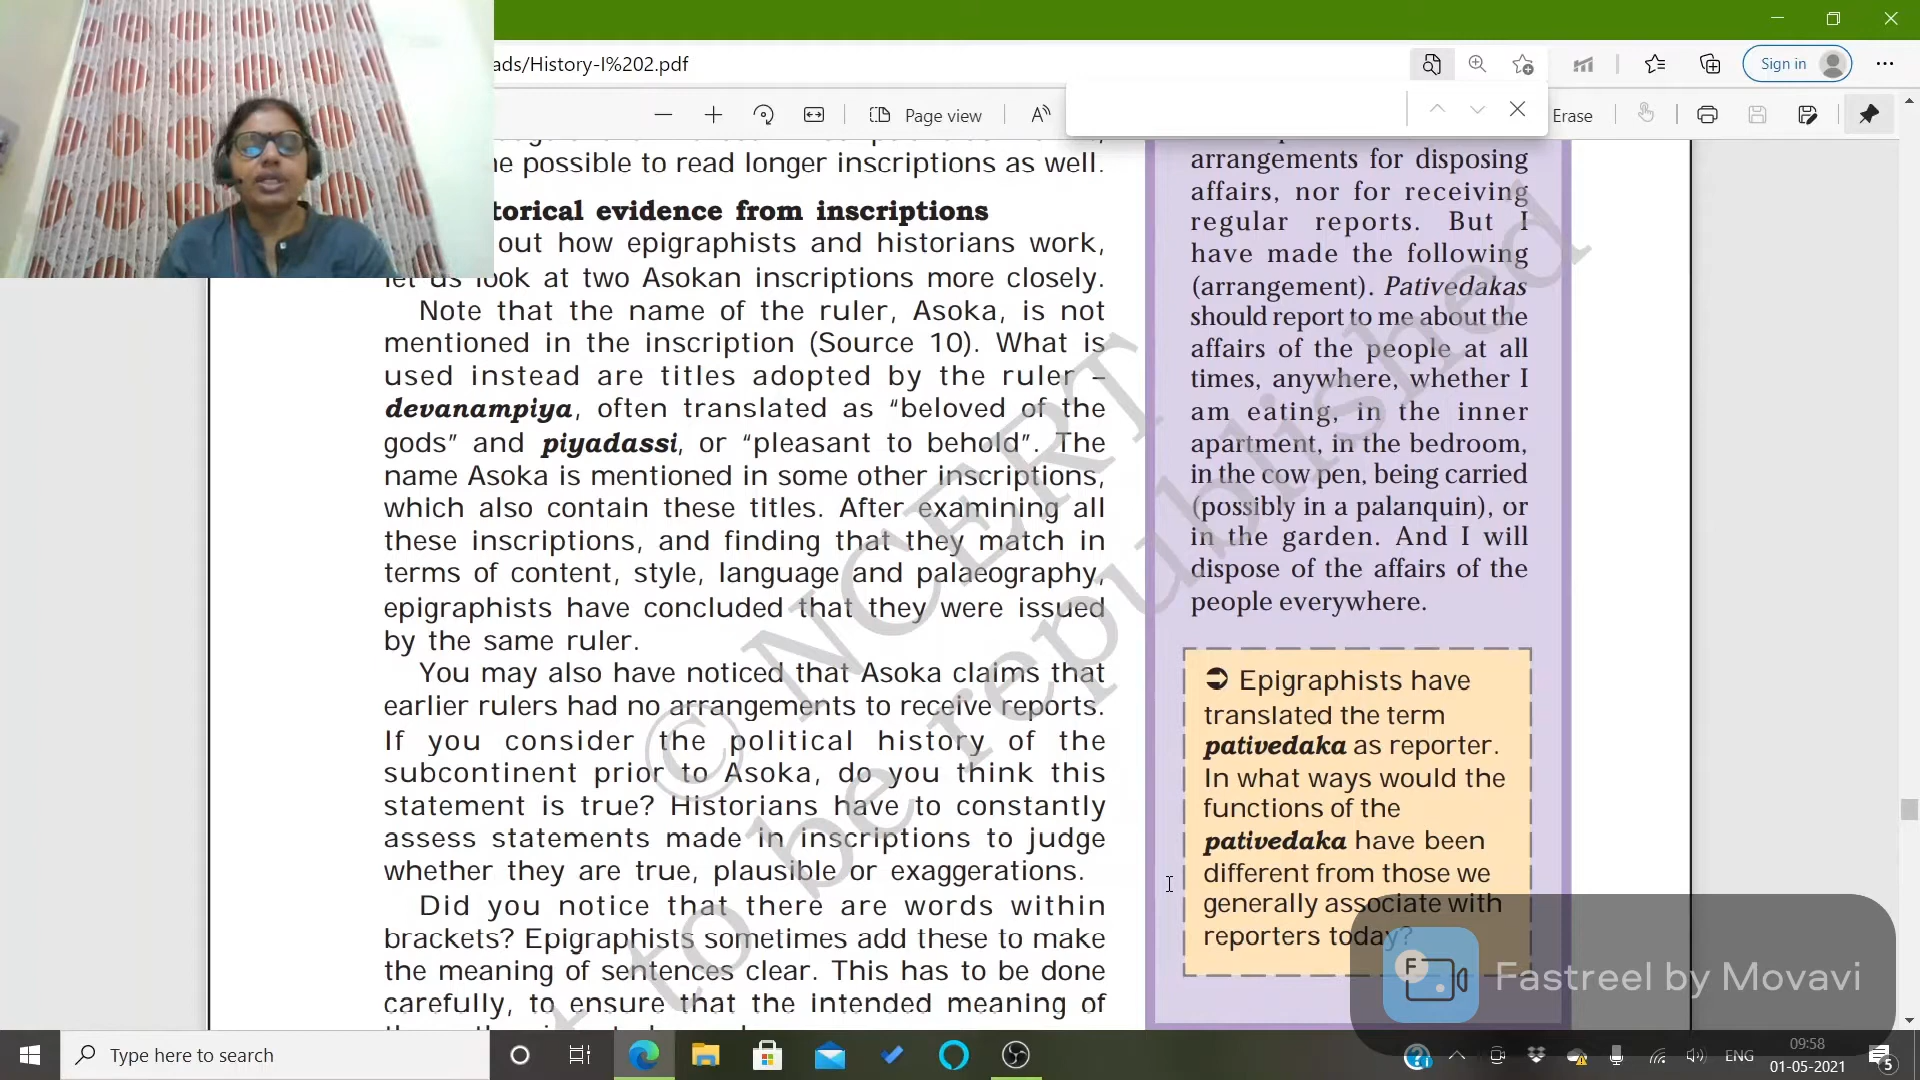 ads/History-I%202.pdf
Sign in
Page view
Erase
he possible to read longer inscriptions as well.
torical evidence from inscriptions
out how epigraphists and historians work,
let us look at two Asokan inscriptions more closely.
Note that the name of the ruler, Asoka, is not
mentioned in the inscription (Source 10). What is
used instead are titles adopted by the ruler –
devanampiya, often translated as “beloved of the
gods” and piyadassi, or “pleasant to behold”. The
name Asoka is mentioned in some other inscriptions,
which also contain these titles. After examining all
these inscriptions, and finding that they match in
terms of content, style, language and palaeography,
epigraphists have concluded that they were issued
by the same ruler.
You may also have noticed that Asoka claims that
earlier rulers had no arrangements to receive reports.
If you consider the political history of the
subcontinent prior to Asoka, do you think this
statement is true? Historians have to constantly
assess statements made in inscriptions to judge
whether they are true, plausible or exaggerations.
Did you notice that there are words within
brackets? Epigraphists sometimes add these to make
the meaning of sentences clear. This has to be done
carefully, to ensure that the intended meaning of
arrangements for disposing
affairs, nor for receiving
regular reports. But I
have made the following
(arrangement). Pativedakas
should report to me about the
affairs of the people at all
times, anywhere, whether I
am eating, in the inner
apartment, in the bedroom,
in the cow pen, being carried
(possibly in a palanquin), or
in the garden. And I will
dispose of the affairs of the
people everywhere.
Epigraphists have
translated the term
pativedaka as reporter.
In what ways would the
functions of the
pativedaka have been
different from those we
generally associate with
reporters today?
© NCERT
t to be republished
Fastreel by Movavi
Type here to search
ENG
09:58
01-05-2021
5